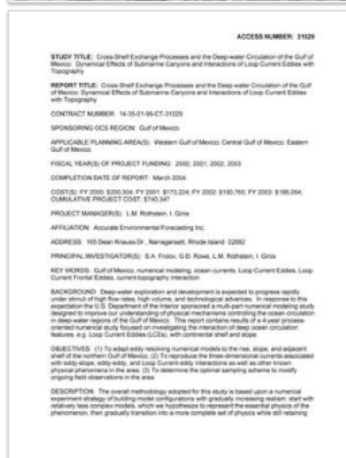 ACCESS NUMBER: 31029
STUDY TITLE: Cross-Shelf Exchange Processes and the Deep-water Circulation of the Gulf of
Mexico: Dynamical Effects of Submarine Canyons and Interactions of Loop Current Eddies with
Topography
REPORT TITLE: Cross-Shelf Exchange Processes and the Deep-water Circulation of the Gulf
of Mexico: Dynamical Effects of Submarine Canyons and Interactions of Loop Current Eddies
with Topography
CONTRACT NUMBER: 14-35-01-99-CT-31029
SPONSORING OCS REGION: Gulf of Mexico
APPLICABLE PLANNING AREA(S): Western Gulf of Mexico; Central Gulf of Mexico; Eastern
Gulf of Mexico
FISCAL YEAR(S) OF PROJECT FUNDING: 2000; 2001; 2002; 2003
COMPLETION DATE OF REPORT: March 2004
COST(S): FY 2000: $200,304; FY 2001: $173,224; FY 2002: $180,765; FY 2003: $186,054;
CUMULATIVE PROJECT COST: $740,347
PROJECT MANAGER(S): L.M. Rothstein, I. Ginis
AFFILIATION: Accurate Environmental Forecasting Inc.
ADDRESS: 165 Dean Knauss Dr., Narragansett, Rhode Island 02882
PRINCIPAL INVESTIGATOR(S): S.A. Frolov, G.D. Rowe, L.M. Rothstein, I. Ginis
KEY WORDS: Gulf of Mexico, numerical modeling, ocean currents, Loop Current Eddies, Loop
Current Frontal Eddies, current-topography interaction
BACKGROUND: Deep-water exploration and development is expected to progress rapidly
under stimuli of high flow rates, high volume, and technological advances. In response to this
expectation the U.S. Department of the Interior sponsored a multi-part numerical modeling study
designed to improve our understanding of physical mechanisms controlling the ocean circulation
in deep-water regions of the Gulf of Mexico. This report contains results of a 4-year process-
oriented numerical study focused on investigating the interaction of deep ocean circulation
features, e.g. Loop Current Eddies (LCEs), with continental shelf and slope.
OBJECTIVES: (1) To adapt eddy resolving numerical models to the rise, slope, and adjacent
shelf of the northern Gulf of Mexico; (2) To reproduce the three-dimensional currents associated
with eddy-slope, eddy-eddy, and Loop Current-eddy interactions as well as other known
physical phenomena in the area; (3) To determine the optimal sampling scheme to modify
ongoing field observations in the area.
DESCRIPTION: The overall methodology adopted for this study is based upon a numerical
experiment strategy of building model configurations with gradually increasing realism: start with
relatively less complex models, which we hypothesize to represent the essential physics of the
phenomenon, then gradually transition into a more complete set of physics while still retaining